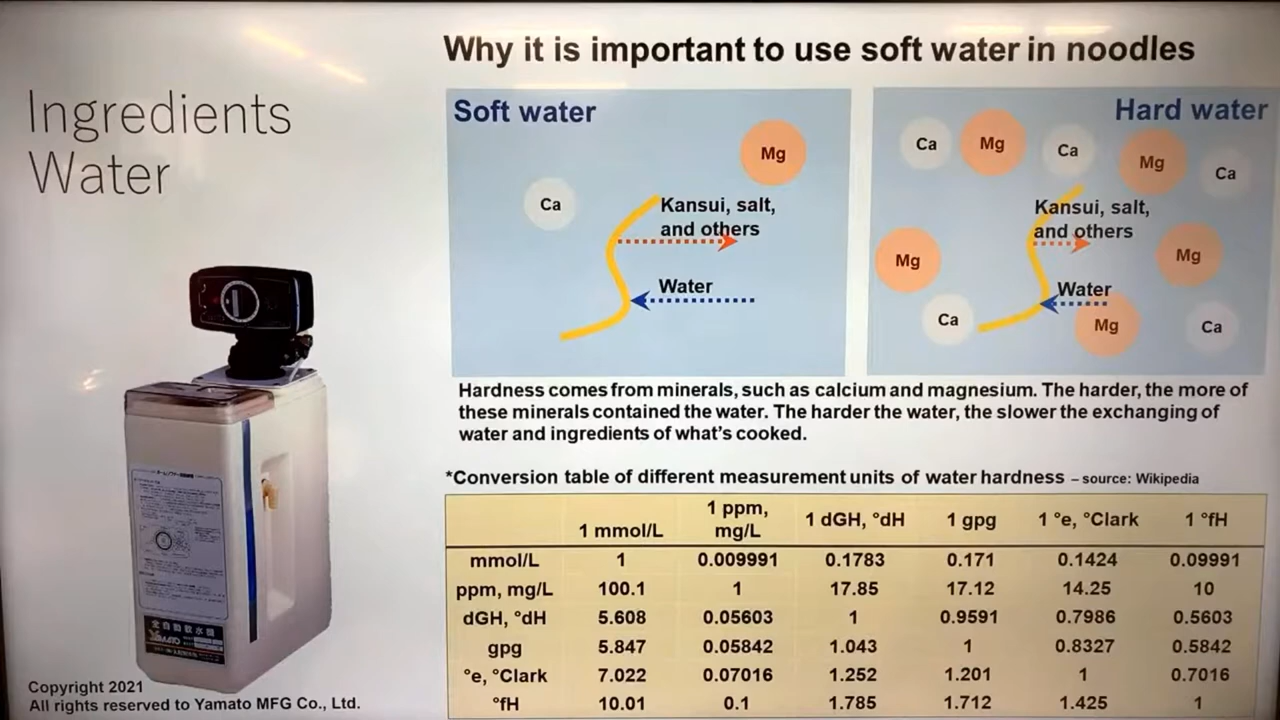 Why it is important to use soft water in noodles
Ingredients
Water
Soft water
Mg
Ca
Kansui, salt,
and others
Water
Hard water
Ca
Mg
Ca
Mg
Ca
Kansui, salt,
and others
Mg
Mg
Water
Ca
Mg
Ca
Hardness comes from minerals, such as calcium and magnesium. The harder, the more of
these minerals contained the water. The harder the water, the slower the exchanging of
water and ingredients of what's cooked.
*Conversion table of different measurement units of water hardness – source: Wikipedia
1 mmol/L 1 ppm, mg/L 1 dGH, °dH 1 gpg 1 °e, °Clark 1 °fH
mmol/L 1 0.009991 0.1783 0.171 0.1424 0.09991
ppm, mg/L 100.1 1 17.85 17.12 14.25 10
dGH, °dH 5.608 0.05603 1 0.9591 0.7986 0.5603
gpg 5.847 0.05842 1.043 1 0.8327 0.5842
°e, °Clark 7.022 0.07016 1.252 1.201 1 0.7016
°fH 10.01 0.1 1.785 1.712 1.425 1
全自動軟水機
YAMATO
Copyright 2021
All rights reserved to Yamato MFG Co., Ltd.